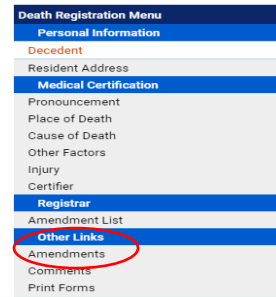 Death Registration Menu
Personal Information
Decedent
Resident Address
Medical Certification
Pronouncement
Place of Death
Cause of Death
Other Factors
Injury
Certifier
Registrar
Amendment List
Other Links
Amendments
Comments
Print Forms